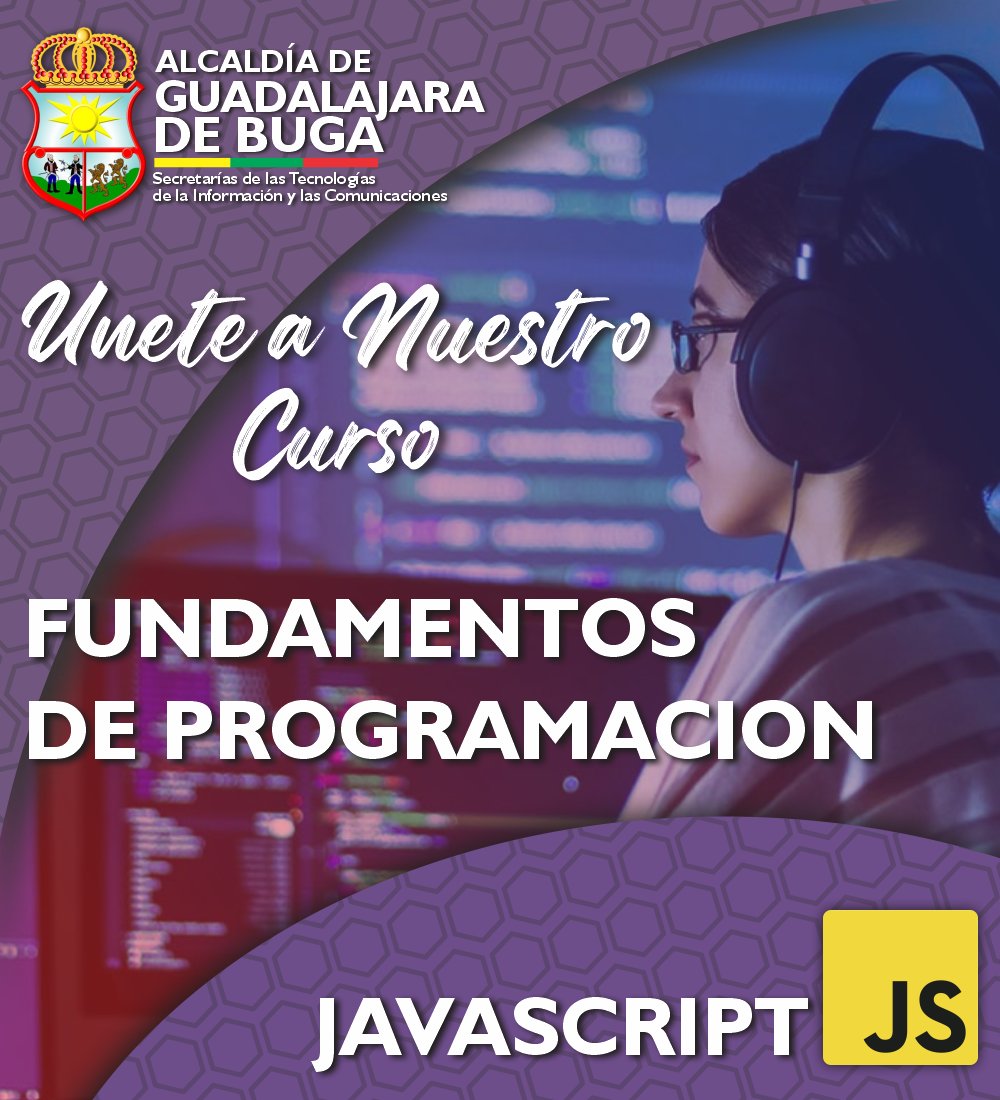 ALCALDÍA DE
GUADALAJARA
DE BUGA
Secretarías de las Tecnologías
de la Información y las Comunicaciones
Unete a Nuestro
Curso
FUNDAMENTOS
DE PROGRAMACION
JAVASCRIPT
JS